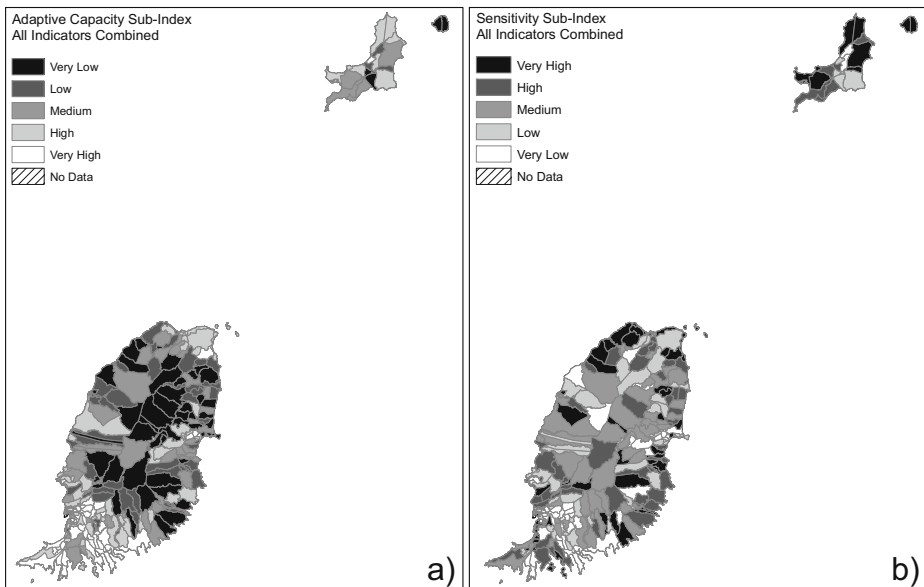 Adaptive Capacity Sub-Index
All Indicators Combined
Very Low
Low
Medium
High
Very High
No Data
a)
Sensitivity Sub-Index
All Indicators Combined
Very High
High
Medium
Low
Very Low
No Data
b)